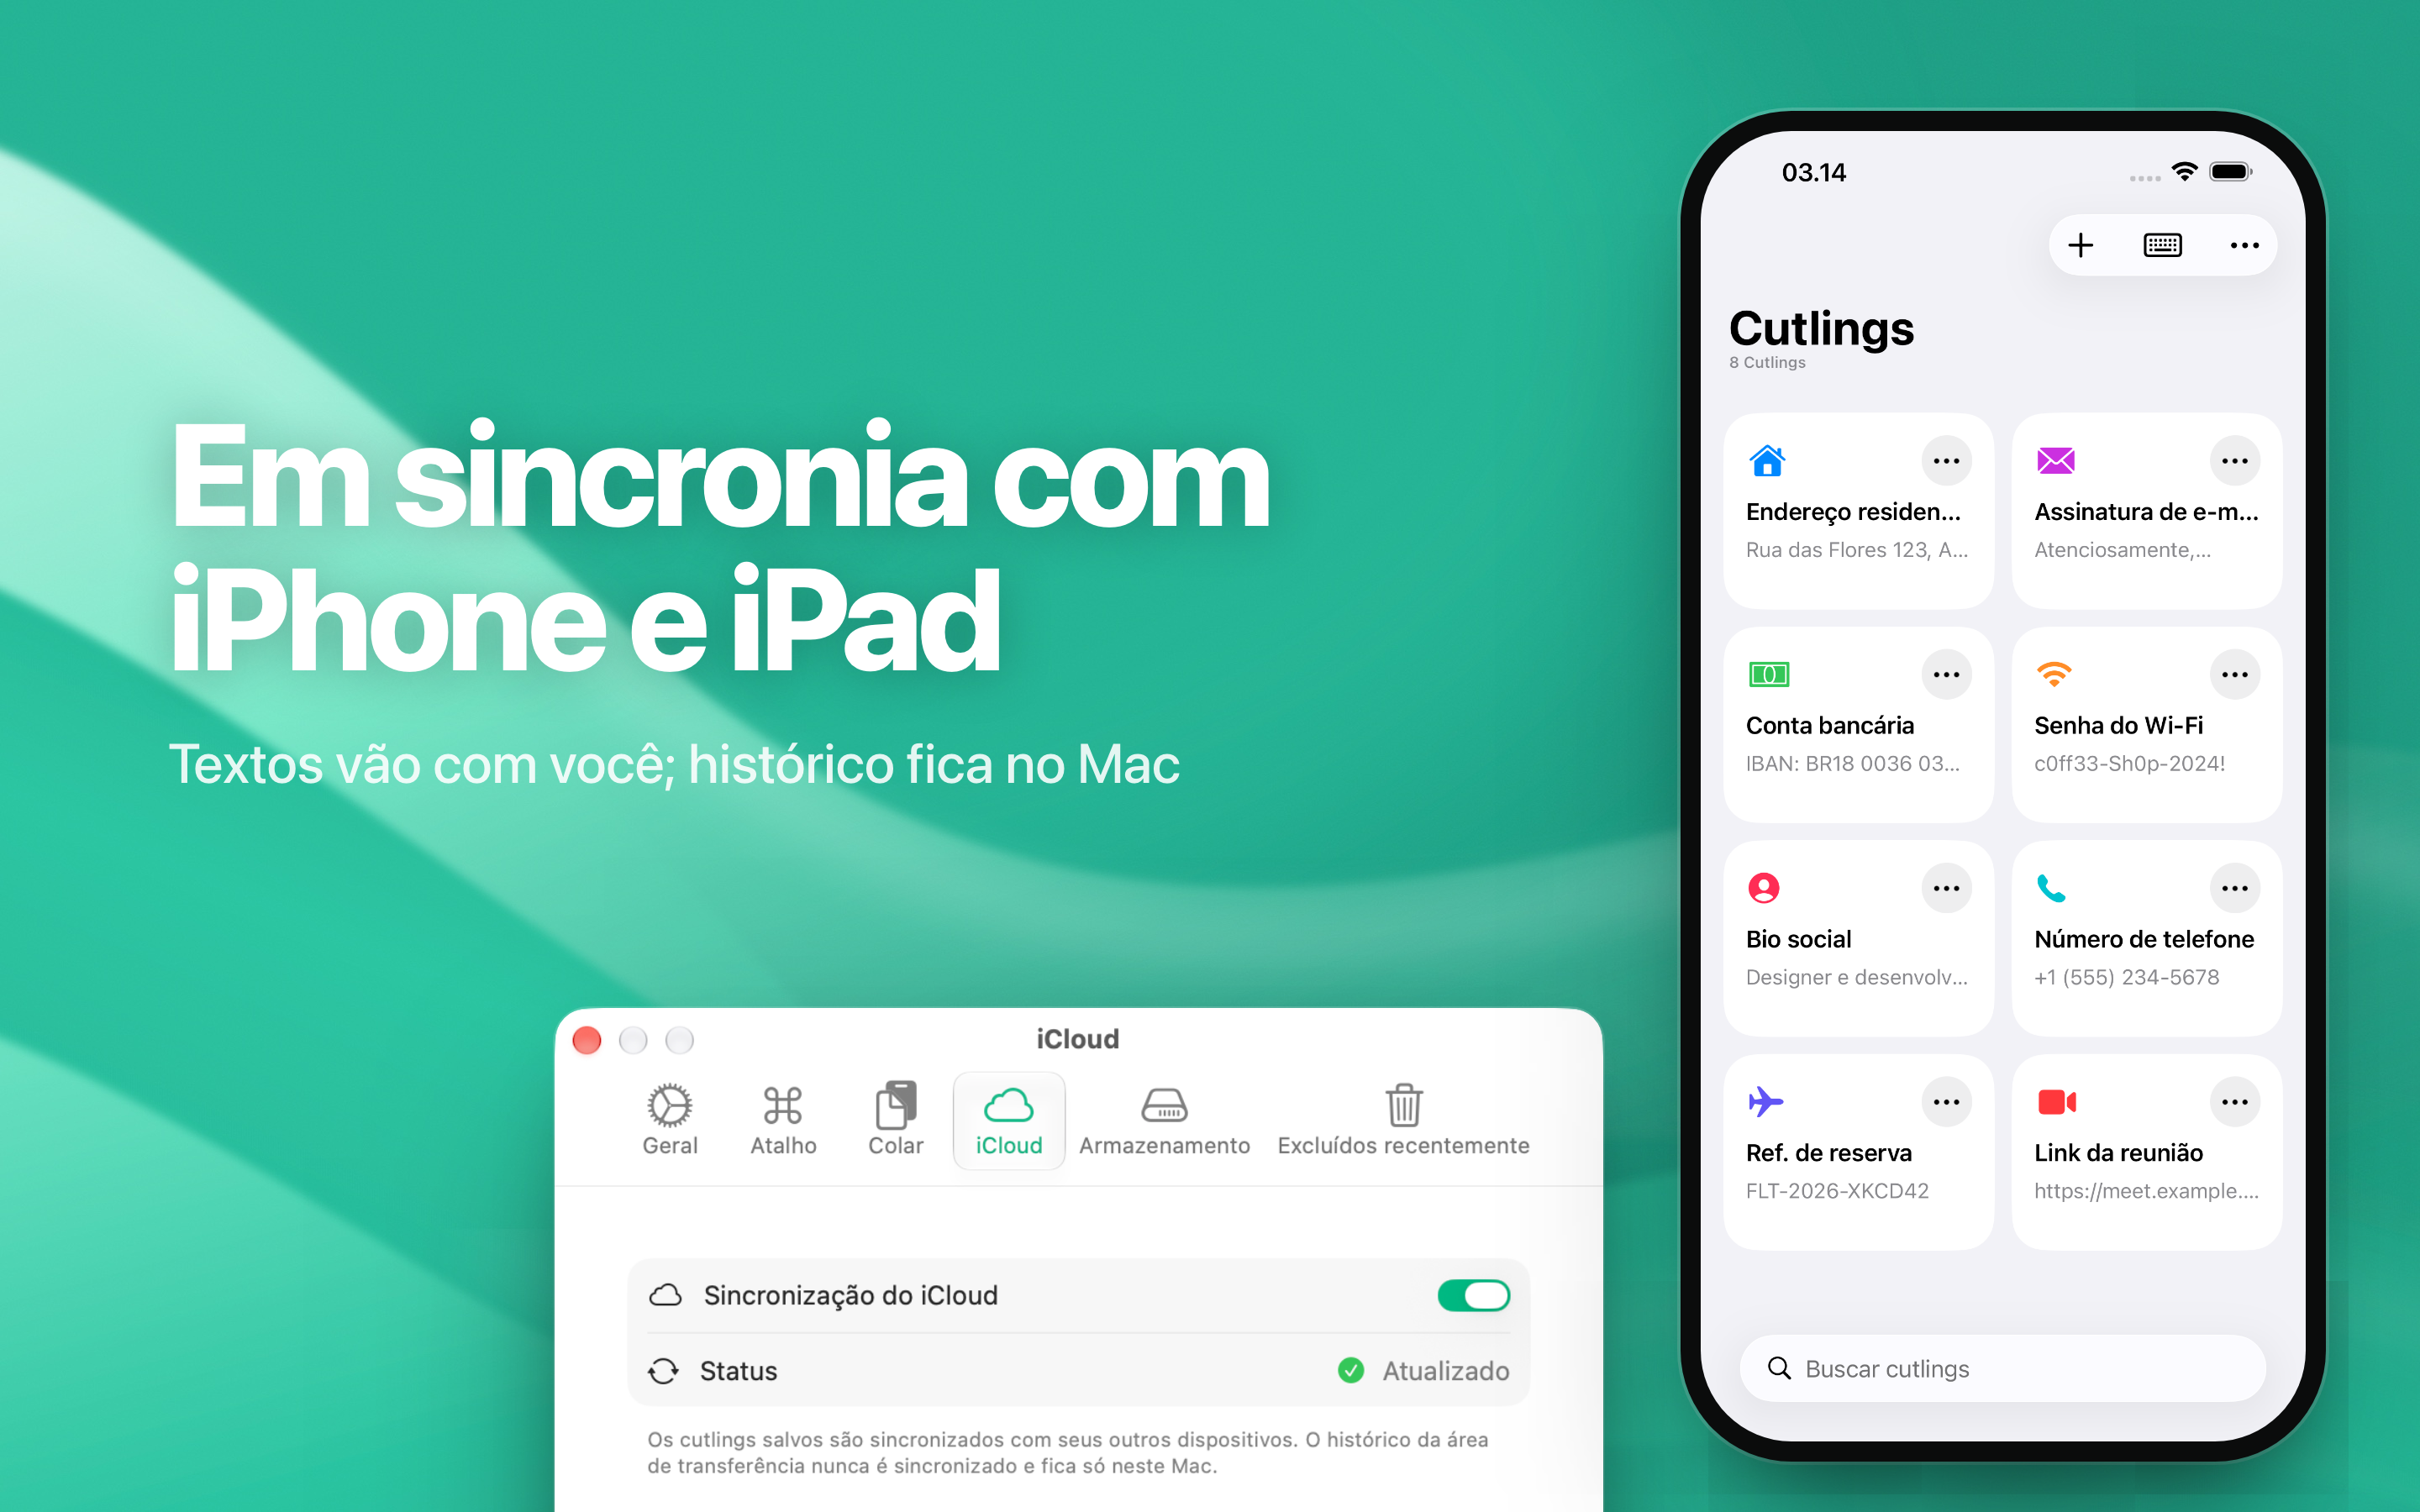 Em sincronia com
iPhone e iPad
Textos vão com você; histórico fica no Mac
iCloud
Geral
Atalho
Colar
iCloud
Armazenamento
Excluídos recentemente
Sincronização do iCloud
Status
Atualizado
Os cutlings salvos são sincronizados com seus outros dispositivos. O histórico da área
de transferência nunca é sincronizado e fica só neste Mac.
03.14
Cutlings
8 Cutlings
Endereço residen...
Rua das Flores 123, A...
Assinatura de e-m...
Atenciosamente,...
Conta bancária
IBAN: BR18 0036 03...
Senha do Wi-Fi
c0ff33-Sh0p-2024!
Bio social
Designer e desenvolv...
Número de telefone
+1 (555) 234-5678
Ref. de reserva
FLT-2026-XKCD42
Link da reunião
https://meet.example....
Buscar cutlings